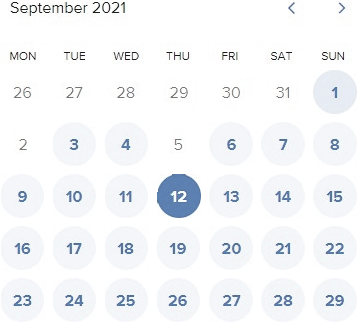 September 2021
MON TUE WED THU FRI SAT SUN
26 27 28 29 30 31 1
2 3 4 5 6 7 8
9 10 11 12 13 14 15
16 17 18 19 20 21 22
23 24 25 26 27 28 29